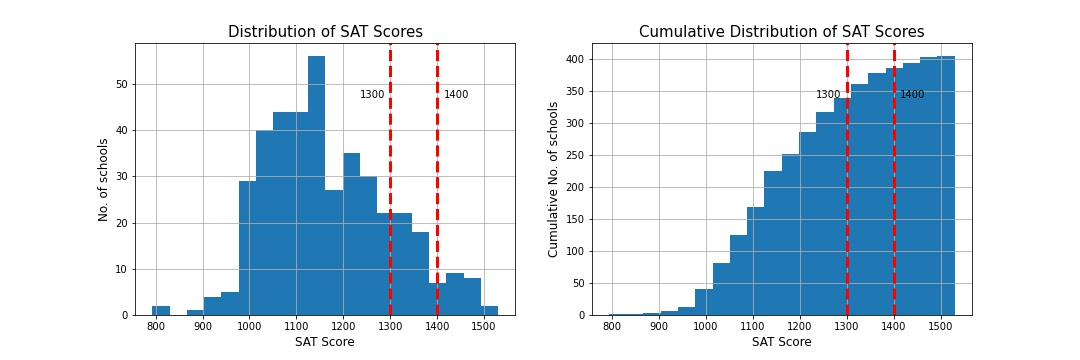 Distribution of SAT Scores
No. of schools
50
40
30
20
10
0
1300
1400
800 900 1000 1100 1200 1300 1400 1500
SAT Score
Cumulative Distribution of SAT Scores
Cumulative No. of schools
400
350
300
250
200
150
100
50
0
1300
1400
800 900 1000 1100 1200 1300 1400 1500
SAT Score